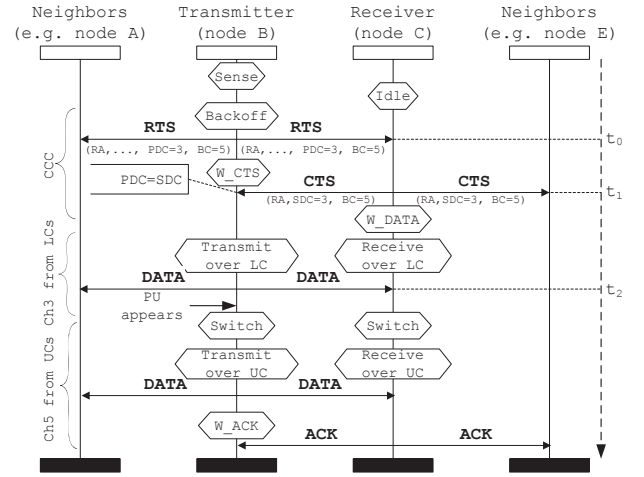 Neighbors Transmitter Receiver Neighbors
(e.g. node A) (node B) (node C) (e.g. node E)
Sense
Idle
Backoff
RTS RTS
t0
(RA,..., PDC=3, BC=5) (RA,..., PDC=3, BC=5)
CCC
W_CTS
PDC=SDC
CTS CTS
t1
(RA,SDC=3, BC=5) (RA,SDC=3, BC=5)
W_DATA
Ch3 from LCs
Transmit
over LC
Receive
over LC
DATA DATA
t2
PU
appears
Switch Switch
Ch5 from UCs
Transmit
over UC
Receive
over UC
DATA DATA
W_ACK
ACK ACK